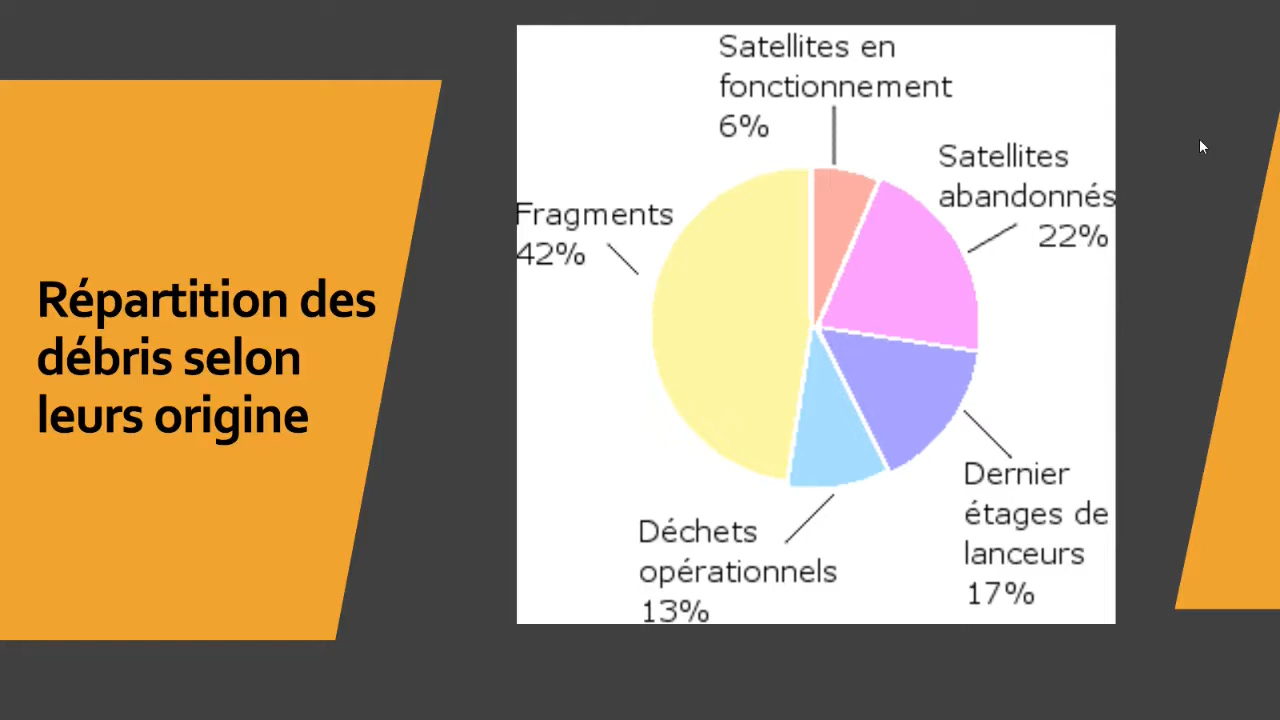 Répartition des
débris selon
leurs origine
Satellites en
fonctionnement
6%
Satellites
abandonnés
22%
Fragments
42%
Dernier
étages de
lanceurs
17%
Déchets
opérationnels
13%